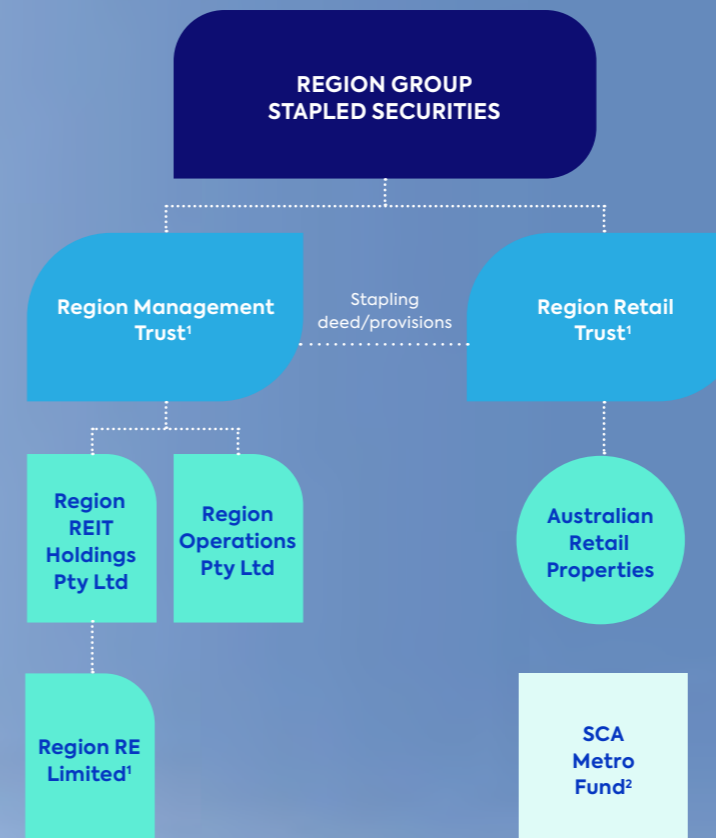 REGION GROUP
STAPLED SECURITIES
Region Management
Trust¹
Stapling
deed/provisions
Region Retail
Trust¹
Region
REIT
Holdings
Pty Ltd
Region
Operations
Pty Ltd
Australian
Retail
Properties
Region RE
Limited¹
SCA
Metro
Fund²